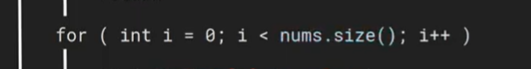 for ( int i = 0; i < nums.size(); i++ )